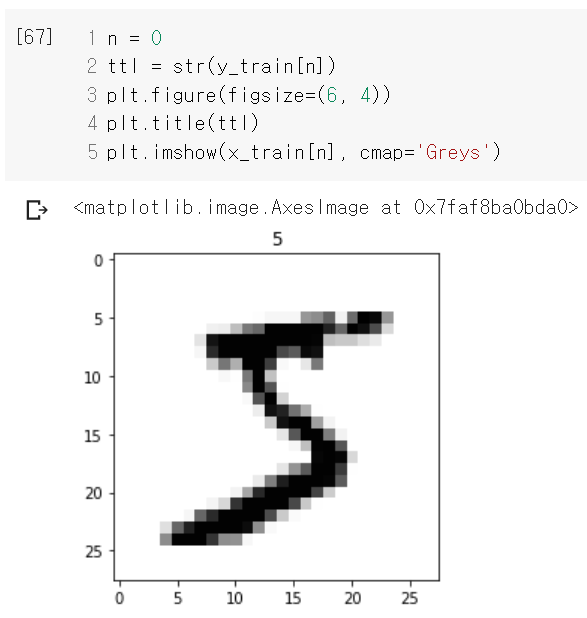 [67] 1 n = 0
2 ttl = str(y_train[n])
3 plt.figure(figsize=(6, 4))
4 plt.title(ttl)
5 plt.imshow(x_train[n], cmap='Greys')
<matplotlib.image.AxesImage at 0x7faf8ba0bda0>
5
0
5
10
15
20
25
0 5 10 15 20 25